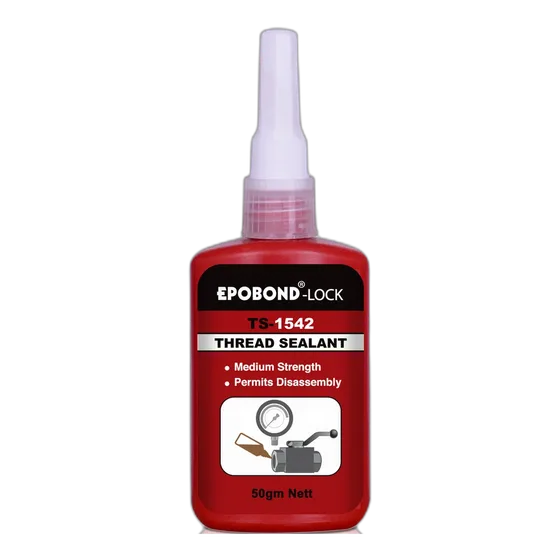 EPOBOND®-LOCK
TS-1542
THREAD SEALANT
• Medium Strength
• Permits Disassembly
50gm Nett